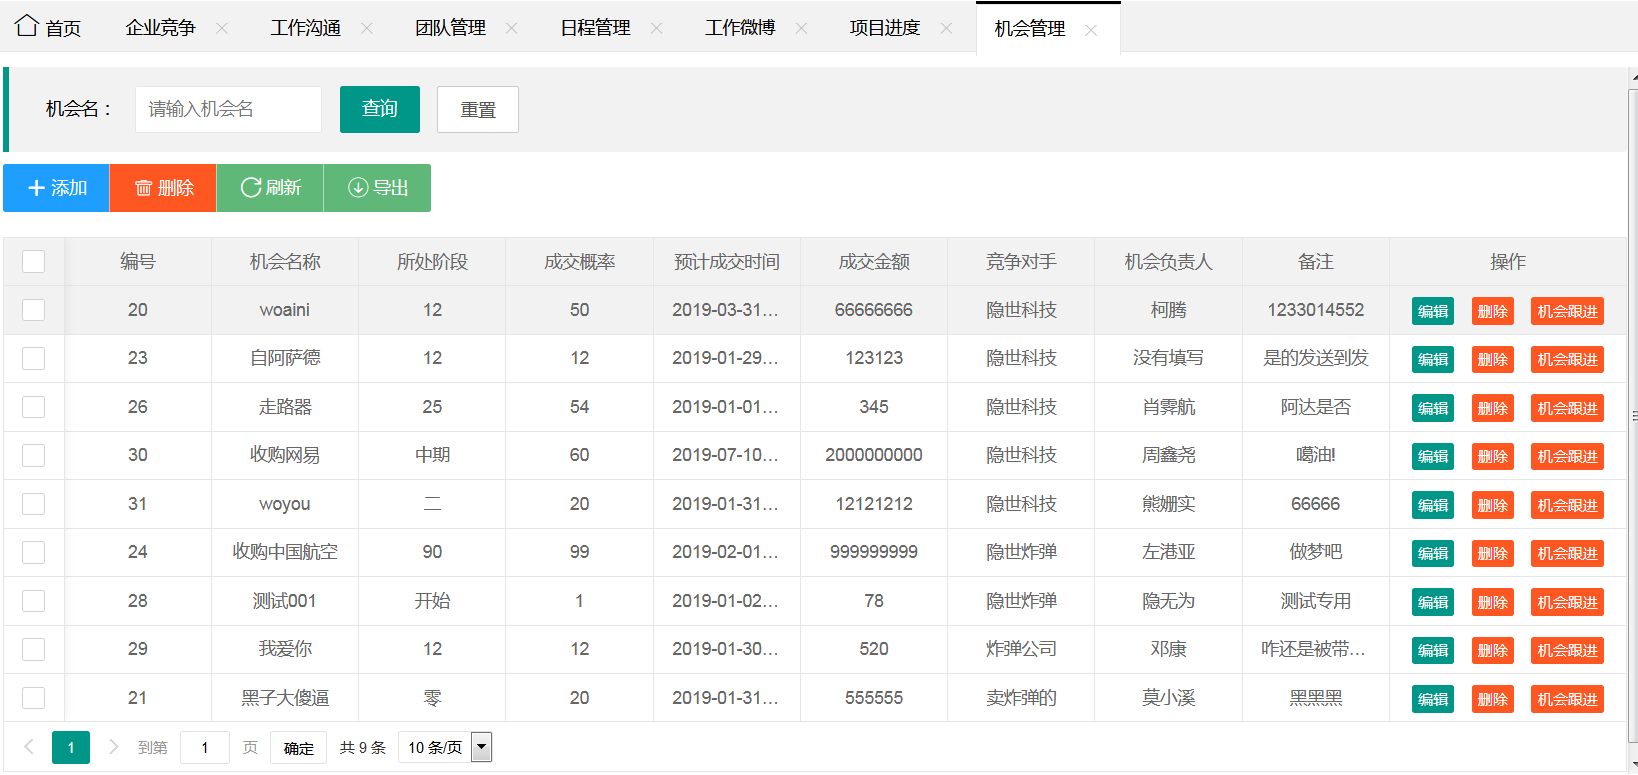 首页 企业竞争 工作沟通 团队管理 日程管理 工作微博 项目进度 机会管理
机会名： 请输入机会名 查询 重置
添加 删除 刷新 导出
编号 机会名称 所处阶段 成交概率 预计成交时间 成交金额 竞争对手 机会负责人 备注 操作
20 woaini 12 50 2019-03-31... 66666666 隐世科技 柯腾 1233014552 编辑 删除 机会跟进
23 自阿萨德 12 12 2019-01-29... 123123 隐世科技 没有填写 是的发送到发 编辑 删除 机会跟进
26 走路器 25 54 2019-01-01... 345 隐世科技 肖霁航 阿达是否 编辑 删除 机会跟进
30 收购网易 中期 60 2019-07-10... 2000000000 隐世科技 周鑫尧 噶油! 编辑 删除 机会跟进
31 woyou 二 20 2019-01-31... 12121212 隐世科技 熊姗实 66666 编辑 删除 机会跟进
24 收购中国航空 90 99 2019-02-01... 999999999 隐世炸弹 左港亚 做梦吧 编辑 删除 机会跟进
28 测试001 开始 1 2019-01-02... 78 隐世炸弹 隐无为 测试专用 编辑 删除 机会跟进
29 我爱你 12 12 2019-01-30... 520 炸弹公司 邓康 咋还是被带... 编辑 删除 机会跟进
21 黑子大傻逼 零 20 2019-01-31... 555555 卖炸弹的 莫小溪 黑黑黑 编辑 删除 机会跟进
1 到第 1 页 确定 共 9 条 10 条/页